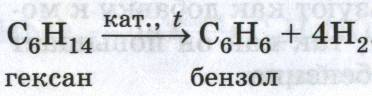 кат., t
C₆H₁₄ → C₆H₆ + 4H₂
гексан бензол